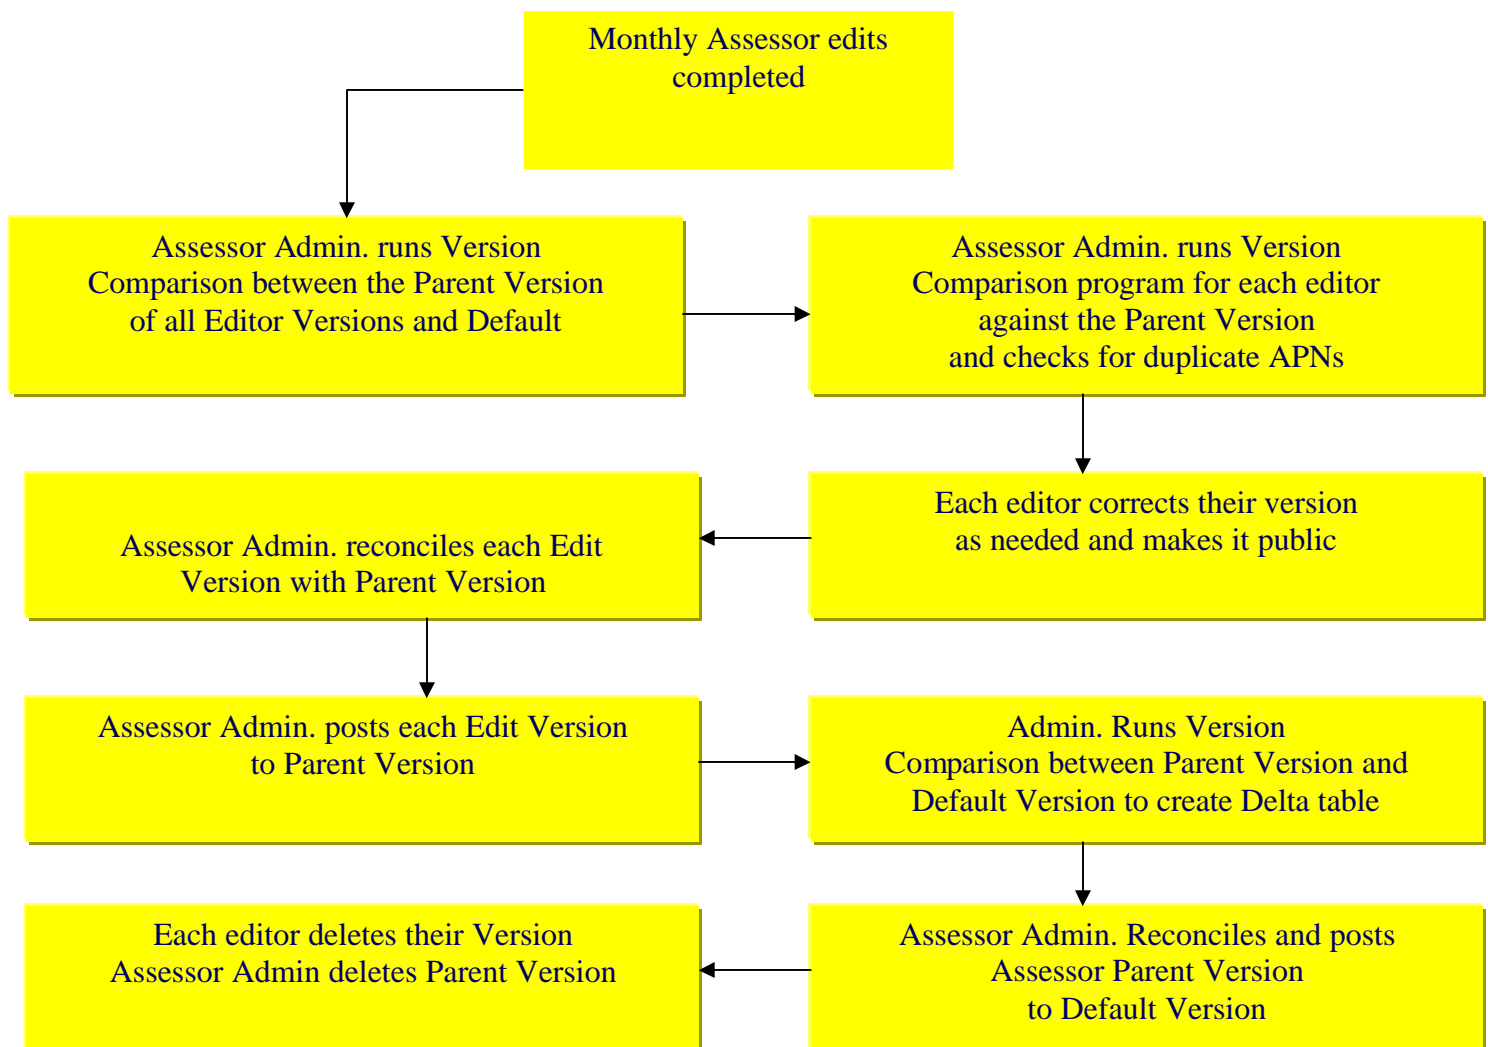 Monthly Assessor edits
completed
Assessor Admin. runs Version
Comparison between the Parent Version
of all Editor Versions and Default
Assessor Admin. runs Version
Comparison program for each editor
against the Parent Version
and checks for duplicate APNs
Each editor corrects their version
as needed and makes it public
Assessor Admin. reconciles each Edit
Version with Parent Version
Assessor Admin. posts each Edit Version
to Parent Version
Admin. Runs Version
Comparison between Parent Version and
Default Version to create Delta table
Assessor Admin. Reconciles and posts
Assessor Parent Version
to Default Version
Each editor deletes their Version
Assessor Admin deletes Parent Version